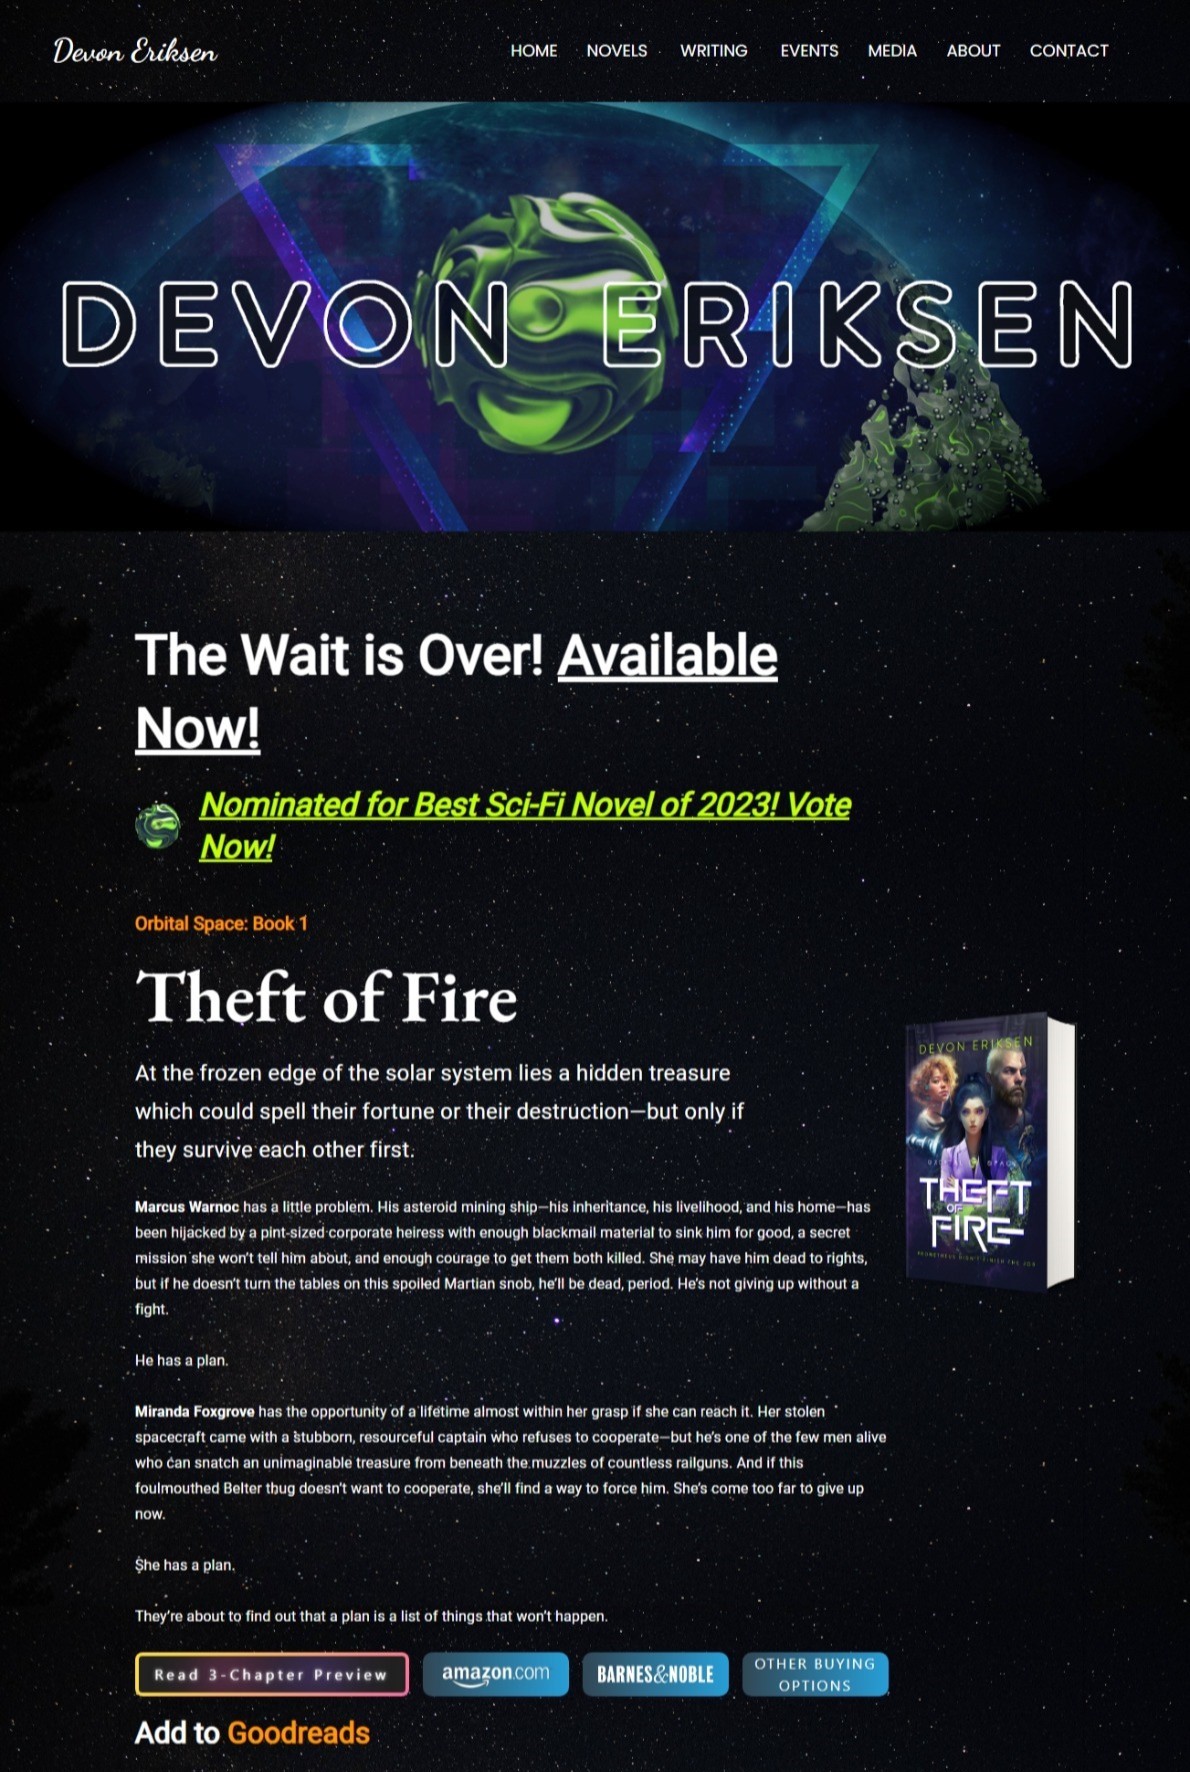 Devon Eriksen
HOME NOVELS WRITING EVENTS MEDIA ABOUT CONTACT
DEVON ERIKSEN
The Wait is Over! Available
Now!
Nominated for Best Sci-Fi Novel of 2023! Vote
Now!
Orbital Space: Book 1
Theft of Fire
At the frozen edge of the solar system lies a hidden treasure
which could spell their fortune or their destruction—but only if
they survive each other first.
Marcus Warnoc has a little problem. His asteroid mining ship—his inheritance, his livelihood, and his home—has
been hijacked by a pint-sized corporate heiress with enough blackmail material to sink him for good, a secret
mission she won't tell him about, and enough courage to get them both killed. She may have him dead to rights,
but if he doesn't turn the tables on this spoiled Martian snob, he'll be dead, period. He's not giving up without a
fight.
He has a plan.
Miranda Foxgrove has the opportunity of a lifetime almost within her grasp if she can reach it. Her stolen
spacecraft came with a stubborn, resourceful captain who refuses to cooperate—but he's one of the few men alive
who can snatch an unimaginable treasure from beneath the muzzles of countless railguns. And if this
foulmouthed Belter thug doesn't want to cooperate, she'll find a way to force him. She's come too far to give up
now.
She has a plan.
They're about to find out that a plan is a list of things that won't happen.
DEVON ERIKSEN
SPACE
THEFT
OF
FIRE
PROMETHEUS DIDN'T FINISH THE JOB
Read 3-Chapter Preview
amazon.com
BARNES&NOBLE
OTHER BUYING
OPTIONS
Add to Goodreads